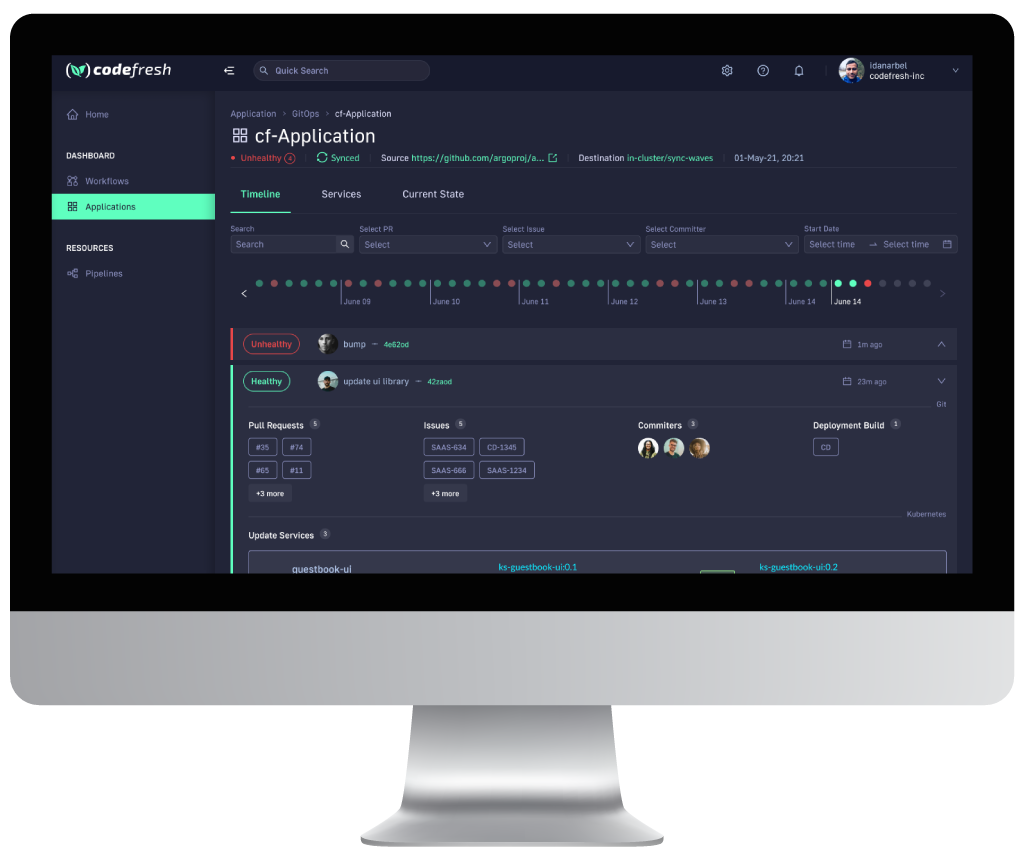 codefresh
Quick Search
idanarbel
codefresh-inc
Home
DASHBOARD
Workflows
Applications
RESOURCES
Pipelines
Application > GitOps > cf-Application
cf-Application
Unhealthy 4 Synced Source https://github.com/argoproj/a... Destination in-cluster/sync-waves 01-May-21, 20:21
Timeline Services Current State
Search Select PR Select Issue Select Committer Start Date
Search Select Select Select Select time → Select time
June 09 June 10 June 11 June 12 June 13 June 14 June 14
Unhealthy bump – 4e62od 1m ago
Healthy update ui library – 42zaod 23m ago
Git
Pull Requests 5 Issues 5 Commiters 3 Deployment Build 1
#35 #74 SAAS-634 CD-1345 CD
#65 #11 SAAS-666 SAAS-1234
+3 more +3 more
Kubernetes
Update Services 3
guestbook-ui ks-guestbook-ui:0.1 ks-guestbook-ui:0.2